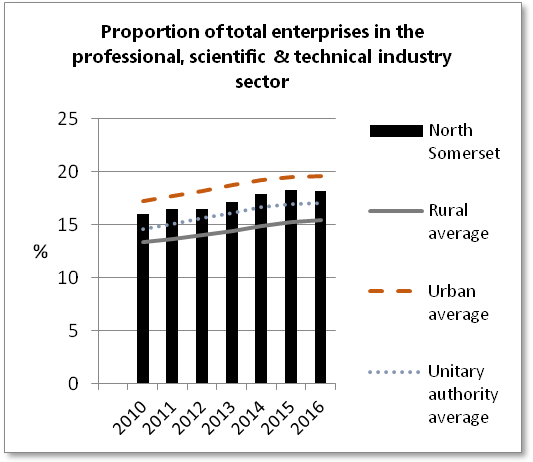 Proportion of total enterprises in the
professional, scientific & technical industry
sector
25
20
15
10
5
0
%
2010
2011
2012
2013
2014
2015
2016
North
Somerset
Rural
average
Urban
average
Unitary
authority
average